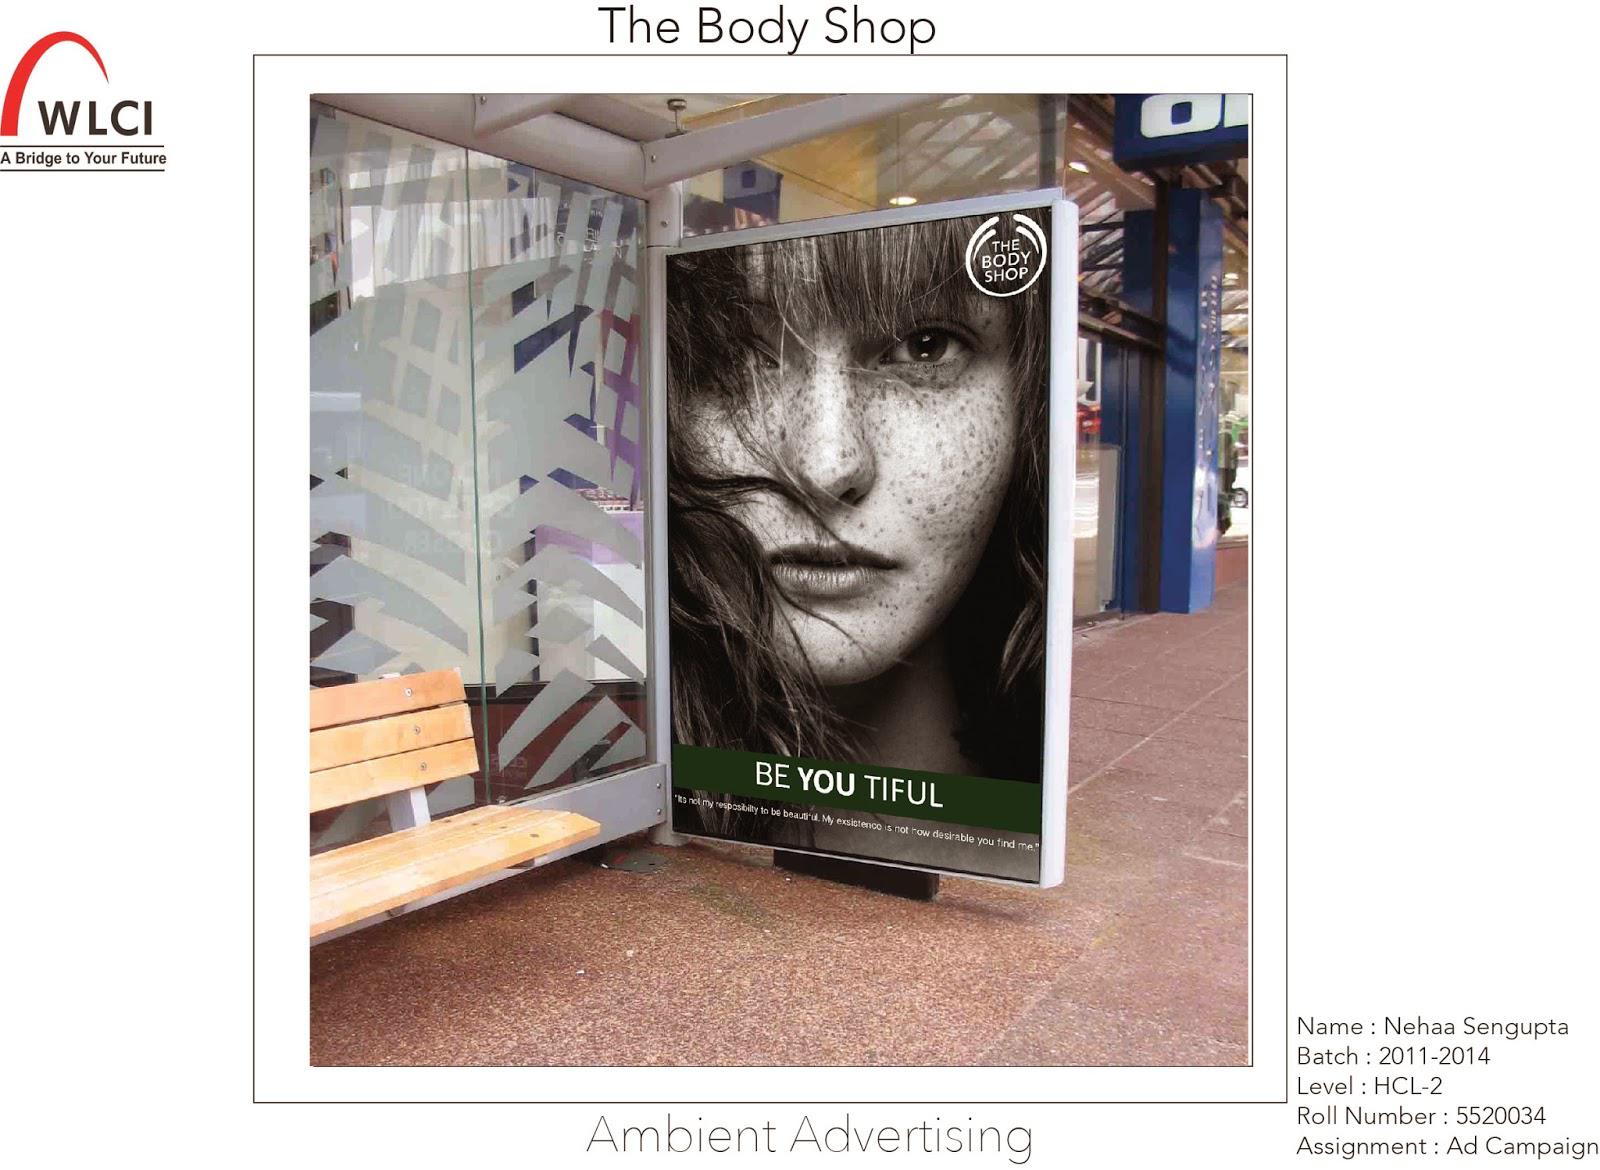 The Body Shop
WLCI
A Bridge to Your Future
THE
BODY
SHOP
BE YOU TIFUL
"Its not my resposibilty to be beautiful. My exsistence is not how desirable you find me."
Ambient Advertising
Name : Nehaa Sengupta
Batch : 2011-2014
Level : HCL-2
Roll Number : 5520034
Assignment : Ad Campaign